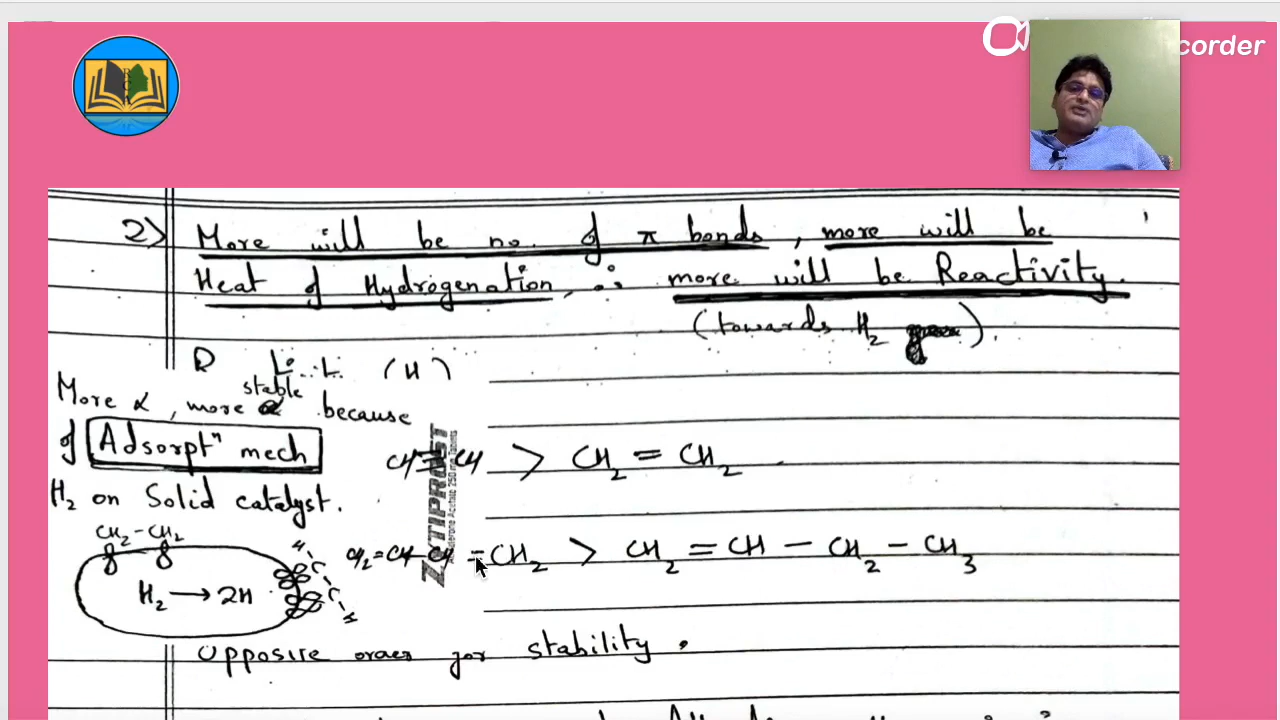 corder
2) More will be no. of π bonds, more will be
Heat of Hydrogenation, ∴ more will be Reactivity.
(towards H2).
(H)
More α, more stable because
of Adsorptⁿ mech
H2 on Solid catalyst.
CH≡CH > CH2=CH2
CH2-CH2
CH2=CH-CH=CH2 > CH2=CH-CH2-CH3
H2 → 2H
Opposite order for stability.